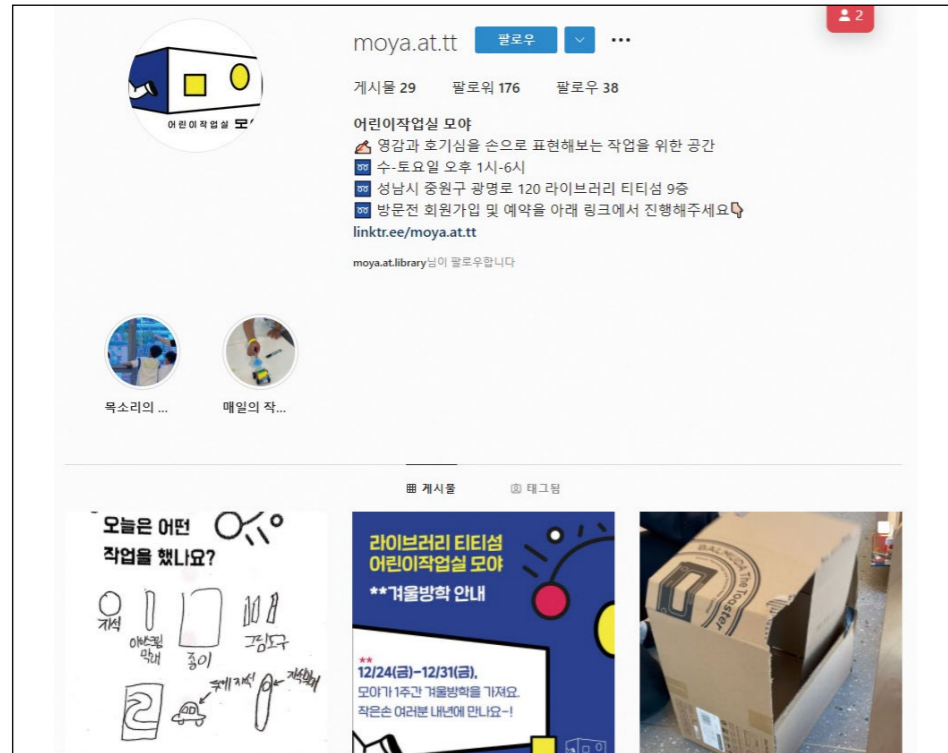 2
moya.at.tt 팔로우
게시물 29 팔로워 176 팔로우 38
어린이작업실 모야
영감과 호기심을 손으로 표현해보는 작업을 위한 공간
수-토요일 오후 1시-6시
성남시 중원구 광명로 120 라이브러리 티티섬 9층
방문전 회원가입 및 예약을 아래 링크에서 진행해주세요
linktr.ee/moya.at.tt
moya.at.library님이 팔로우합니다
어린이작업실
목소리의 ...
매일의 작...
게시물 태그됨
오늘은 어떤
작업을 했나요?
자석
종이
그림도구
라이브러리 티티섬
어린이작업실 모야
**겨울방학 안내
**
12/24(금)-12/31(금),
모야가 1주간 겨울방학을 가져요.
작은손 여러분 내년에 만나요~!
BALMUDA The Toaster